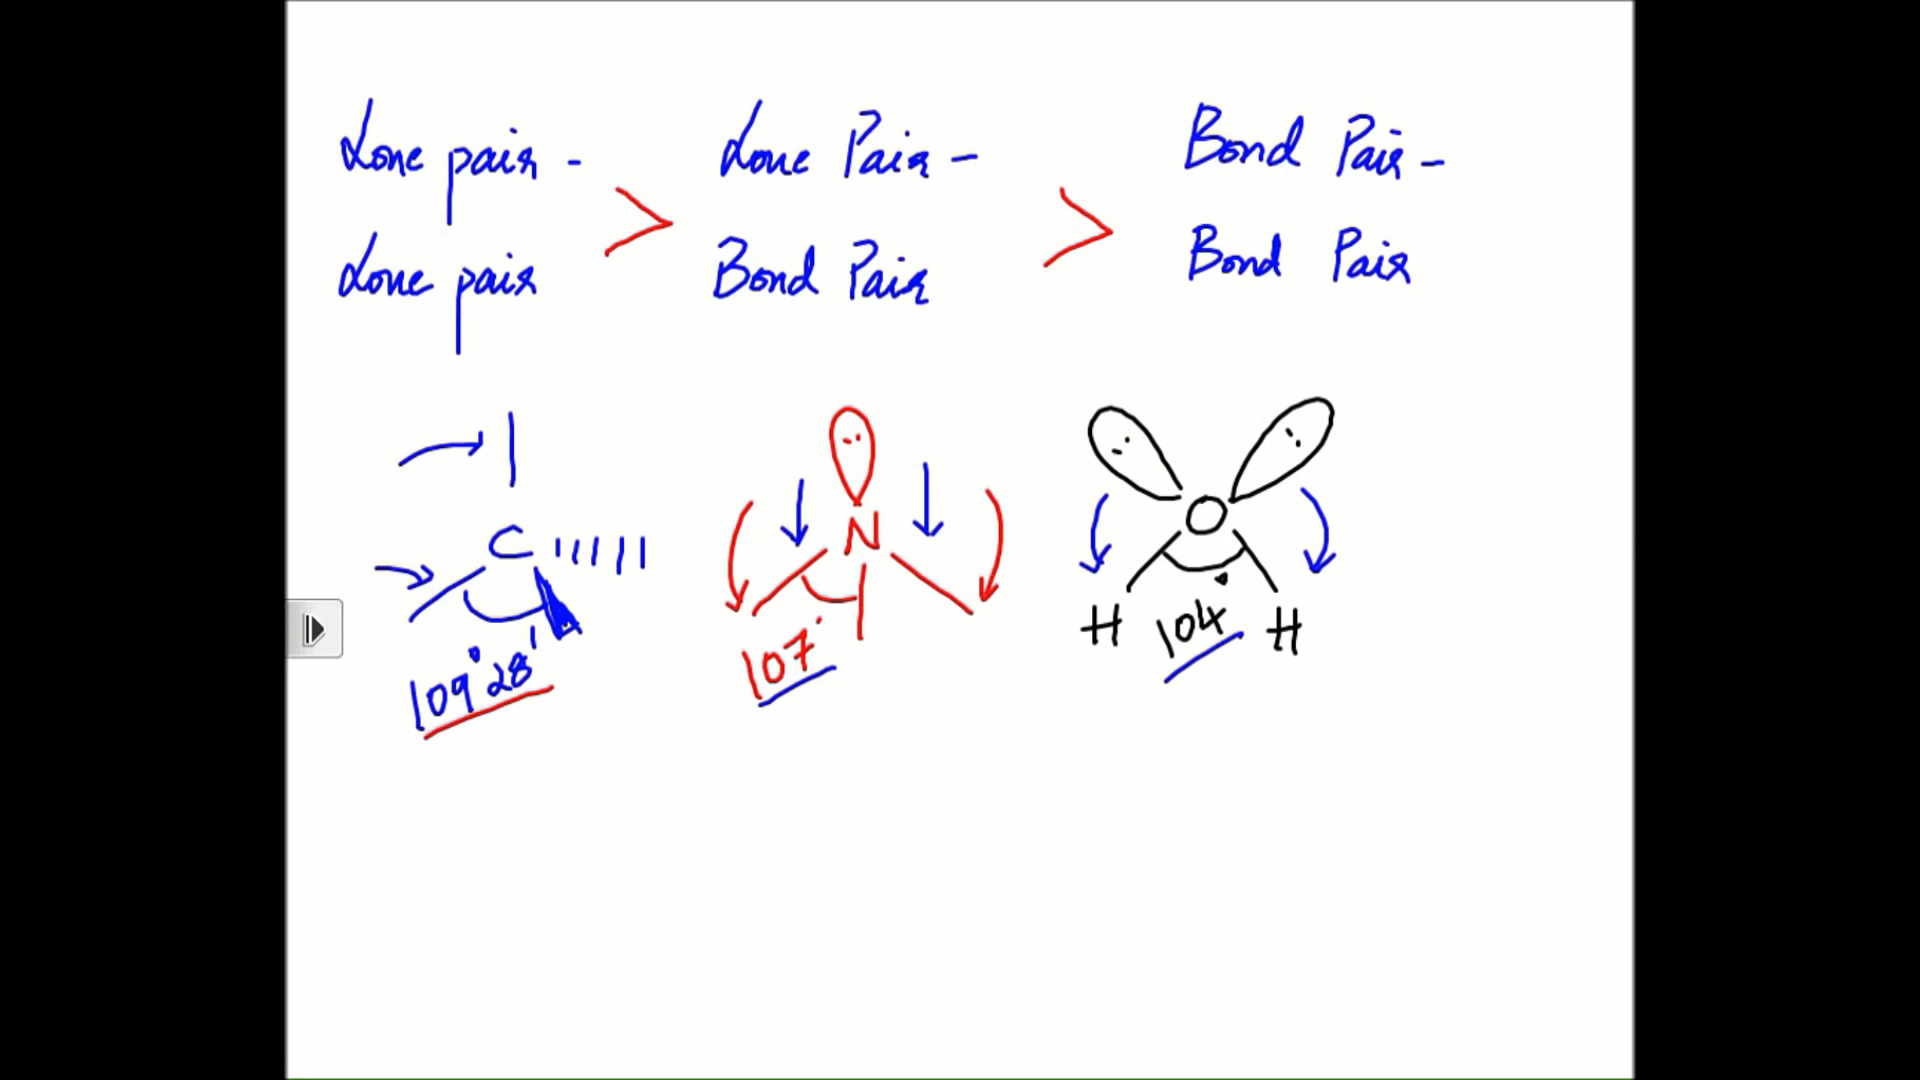 Lone pair - > Lone Pair - > Bond Pair -
Lone pair Bond Pair Bond Pair
C N O
109°28' 107° H 104° H